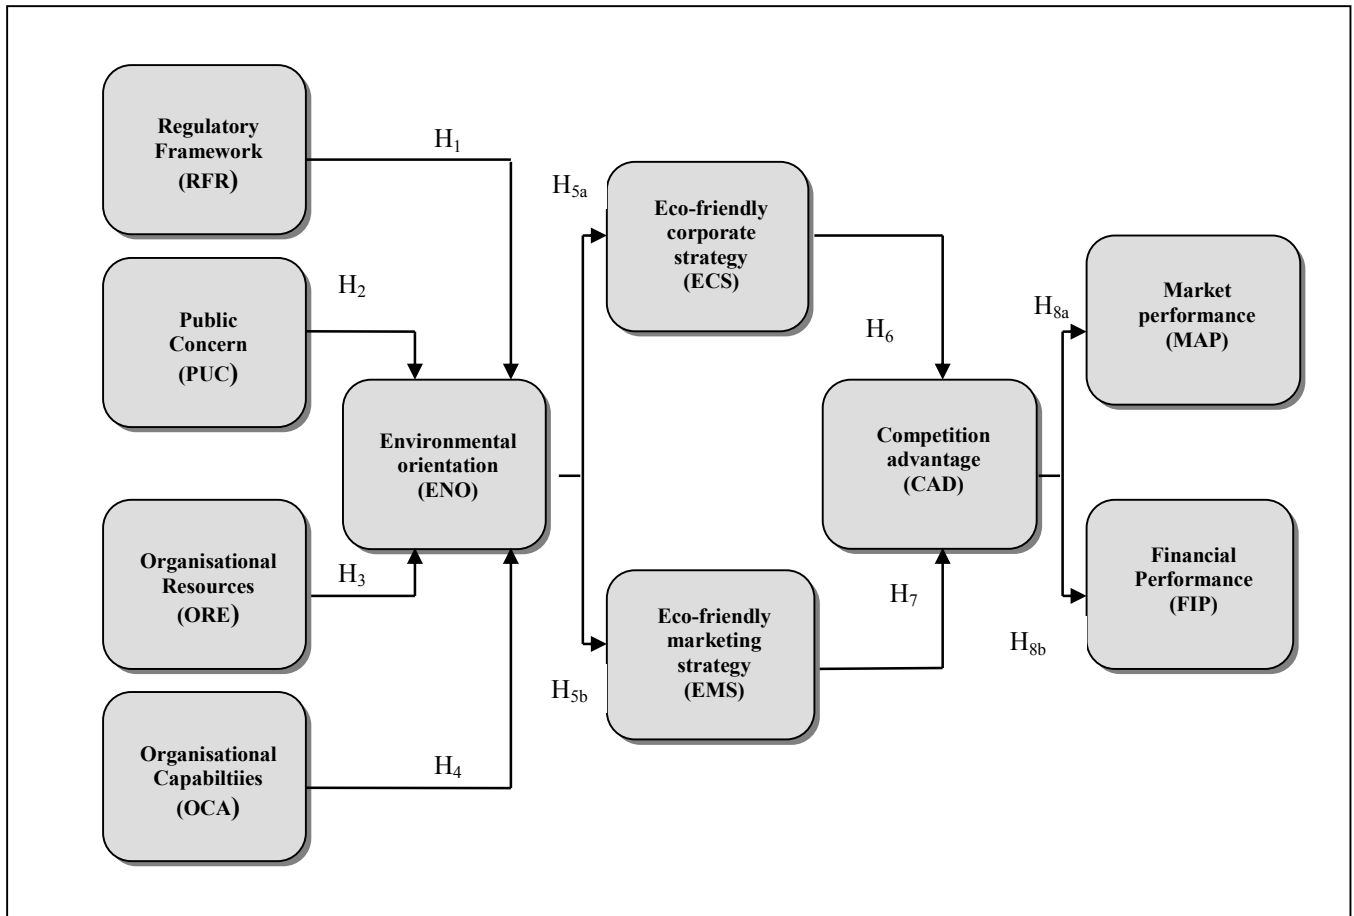 Regulatory
Framework
(RFR)
H1
Public
Concern
(PUC)
H2
Organisational
Resources
(ORE)
H3
Organisational
Capabiltiies
(OCA)
H4
Environmental
orientation
(ENO)
H5a
Eco-friendly
corporate
strategy
(ECS)
H5b
Eco-friendly
marketing
strategy
(EMS)
H6
H7
Competition
advantage
(CAD)
H8a
Market
performance
(MAP)
H8b
Financial
Performance
(FIP)